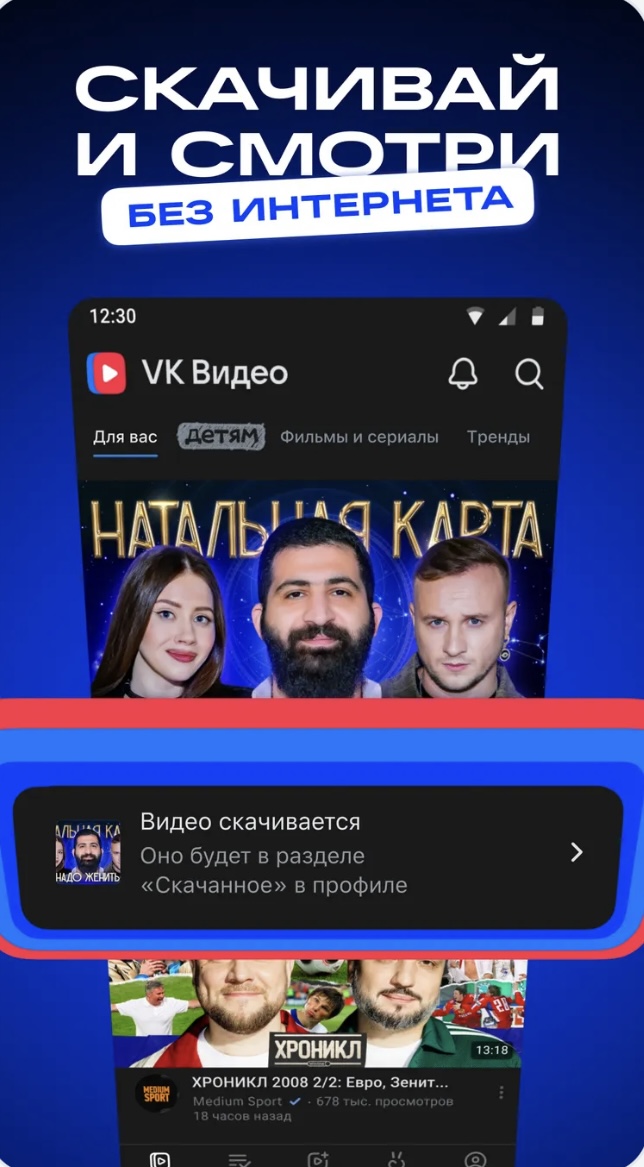 СКАЧИВАЙ
И СМОТРИ
БЕЗ ИНТЕРНЕТА
12:30
VK Видео
Для вас ДЕТЯМ Фильмы и сериалы Тренды
НАТАЛЬНАЯ КАРТА
Видео скачивается
Оно будет в разделе
«Скачанное» в профиле
АЛЬНАЯ КА
НАДО ЖЕНИТЬ
ХРОНИКЛ
13:18
MEDIUM
SPORT
ХРОНИКЛ 2008 2/2: Евро, Зенит...
Medium Sport · 678 тыс. просмотров
18 часов назад